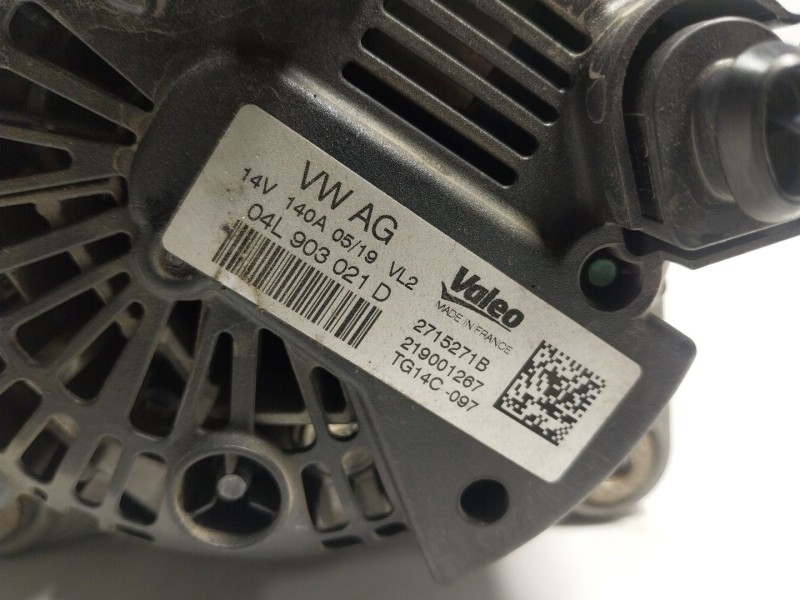 VW AG
14V 140A 05/19 VL2
04L 903 021 D
Valeo
MADE IN FRANCE
2715271B
219001267
TG14C-097